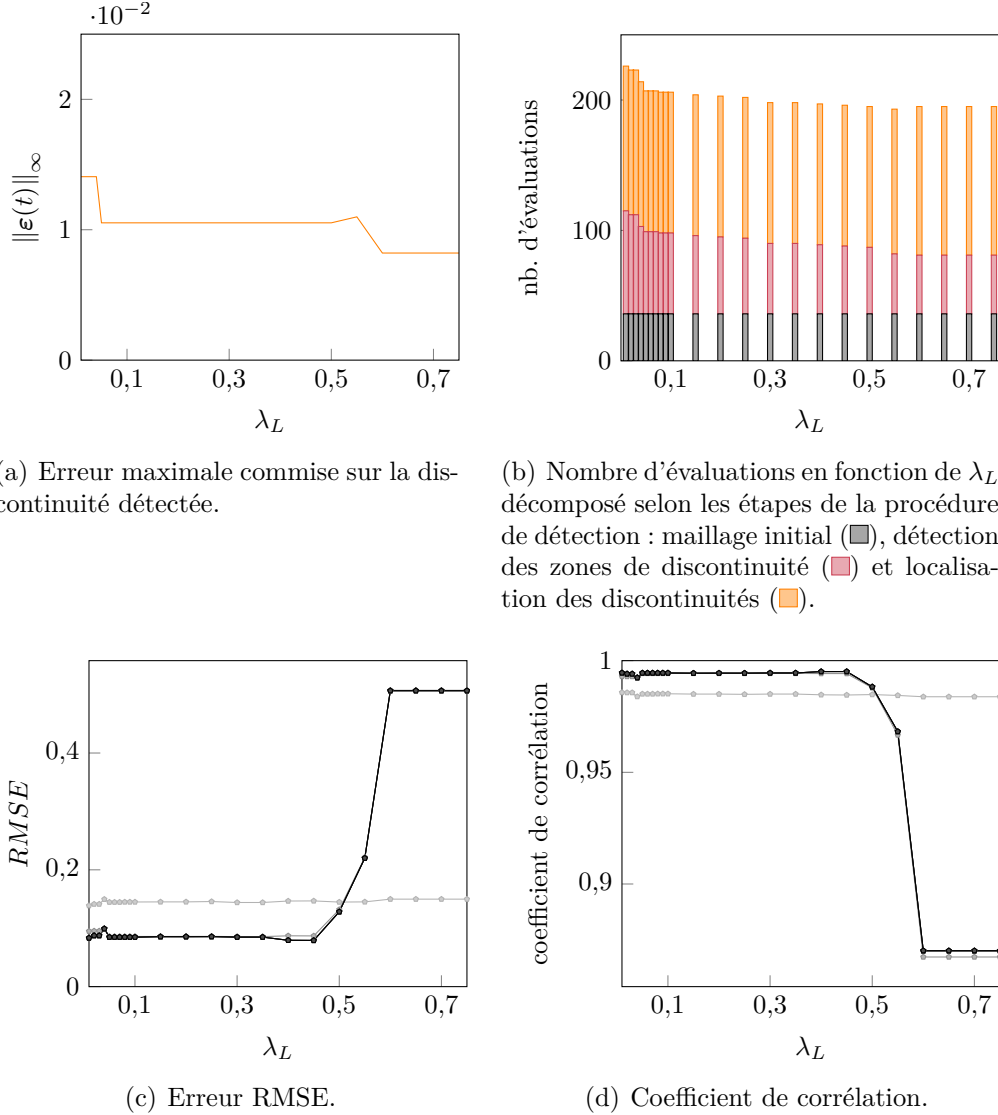 ·10⁻²
2
1
0
‖ε(t)‖∞
0,1 0,3 0,5 0,7
λ_L
(a) Erreur maximale commise sur la dis-
continuité détectée.
200
100
0
nb. d'évaluations
0,1 0,3 0,5 0,7
λ_L
(b) Nombre d'évaluations en fonction de λ_L
décomposé selon les étapes de la procédure
de détection : maillage initial (), détection
des zones de discontinuité () et localisa-
tion des discontinuités ().
0,4
0,2
0
RMSE
0,1 0,3 0,5 0,7
λ_L
(c) Erreur RMSE.
1
0,95
0,9
coefficient de corrélation
0,1 0,3 0,5 0,7
λ_L
(d) Coefficient de corrélation.